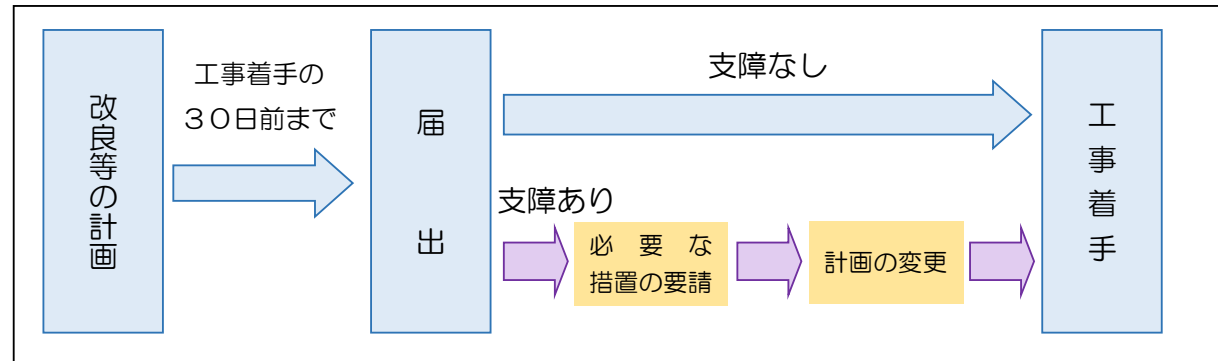 改良等の計画
工事着手の
３０日前まで
届出
支障なし
支障あり
必要な
措置の要請
計画の変更
工事着手